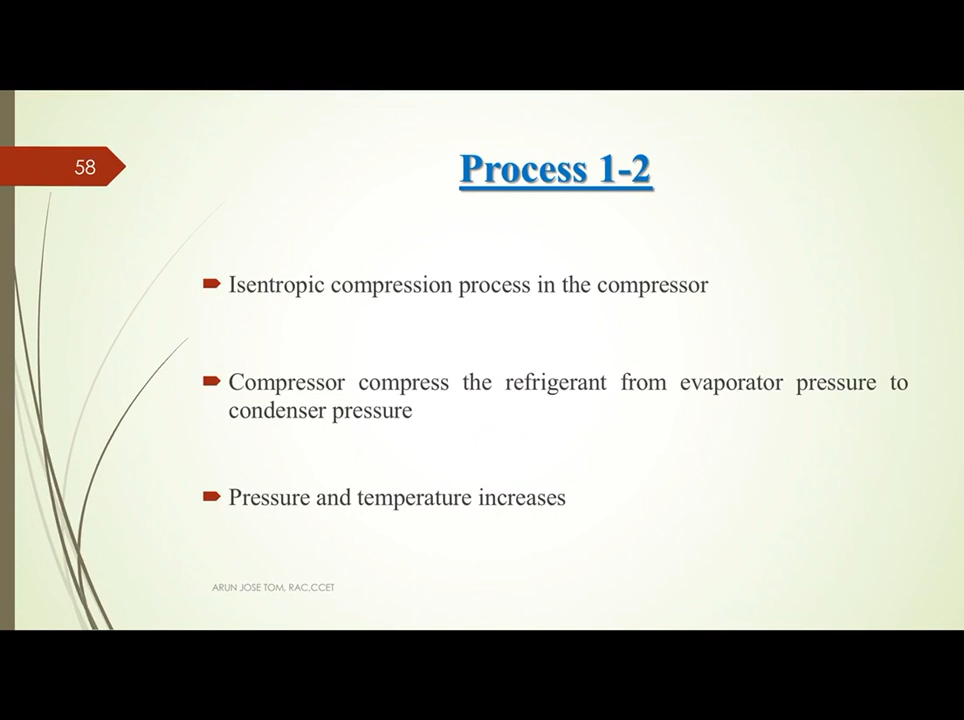 58
Process 1-2
Isentropic compression process in the compressor
Compressor compress the refrigerant from evaporator pressure to
condenser pressure
Pressure and temperature increases
ARUN JOSE TOM, RAC,CCET